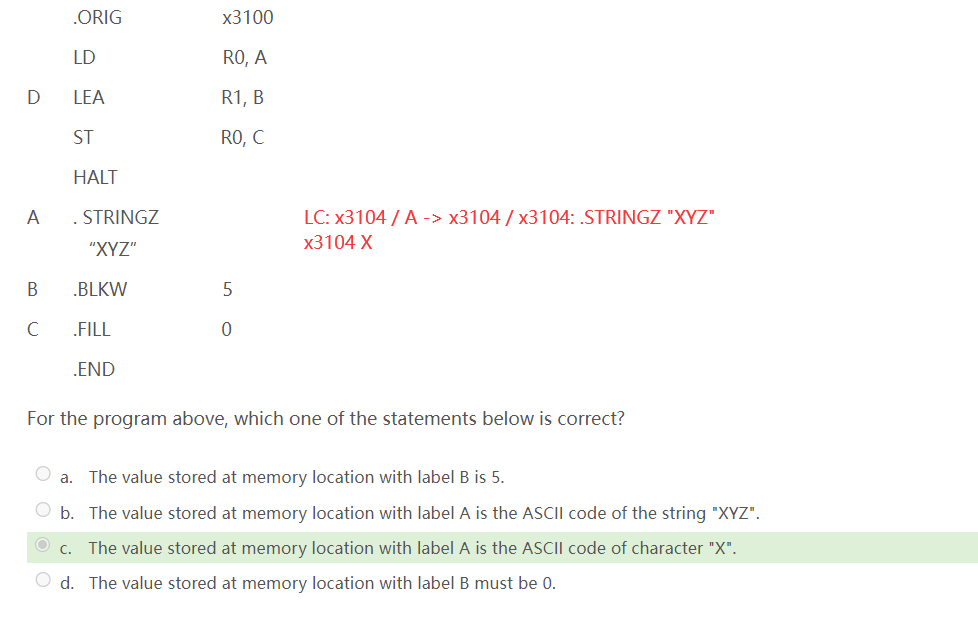 .ORIG x3100
LD R0, A
D LEA R1, B
ST R0, C
HALT
A . STRINGZ LC: x3104 / A -> x3104 / x3104: .STRINGZ "XYZ"
“XYZ” x3104 X
B .BLKW 5
C .FILL 0
.END
For the program above, which one of the statements below is correct?
a. The value stored at memory location with label B is 5.
b. The value stored at memory location with label A is the ASCII code of the string "XYZ".
c. The value stored at memory location with label A is the ASCII code of character "X".
d. The value stored at memory location with label B must be 0.